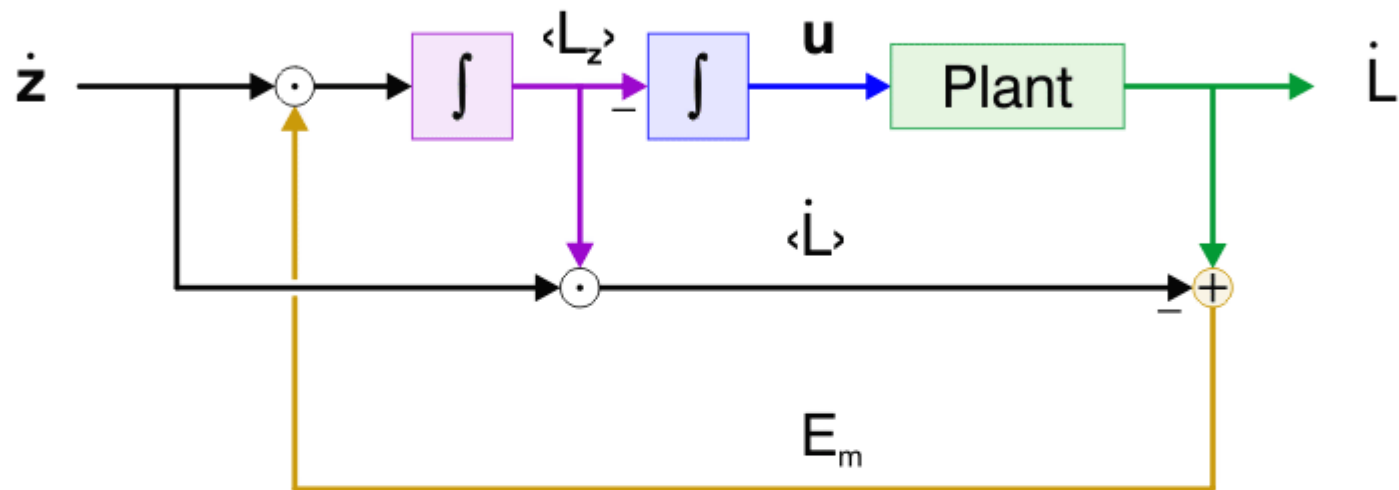 ż
∫
‹L_z›
–
∫
u
Plant
L̇
‹L̇›
–
+
E_m